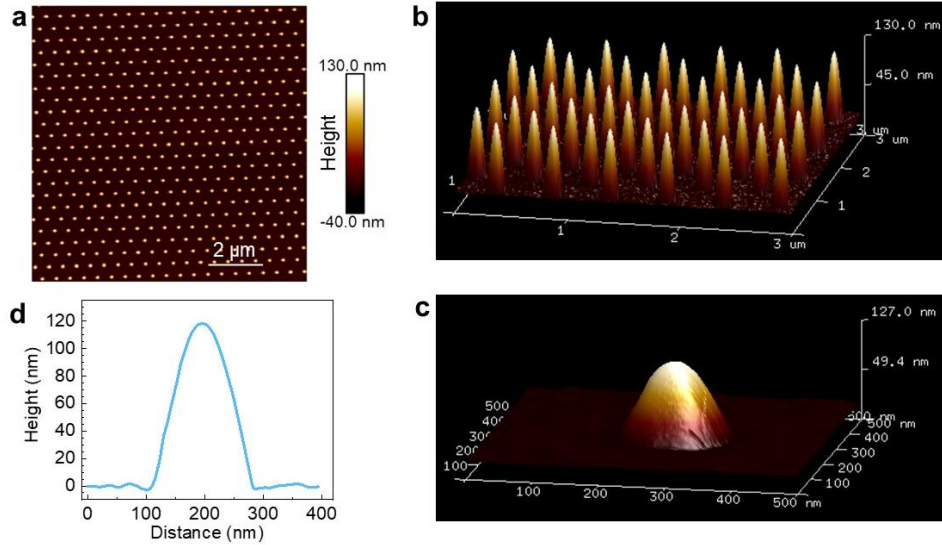 a
130.0 nm
Height
-40.0 nm
2 µm
b
130.0 nm
45.0 nm
3 um
3 um
2
1
1
1
2
3 um
d
120
100
80
60
40
20
0
Height (nm)
0 100 200 300 400
Distance (nm)
c
127.0 nm
49.4 nm
500 nm
500
400
300
200
100
500
400
300
200
100
100 200 300 400 500 nm